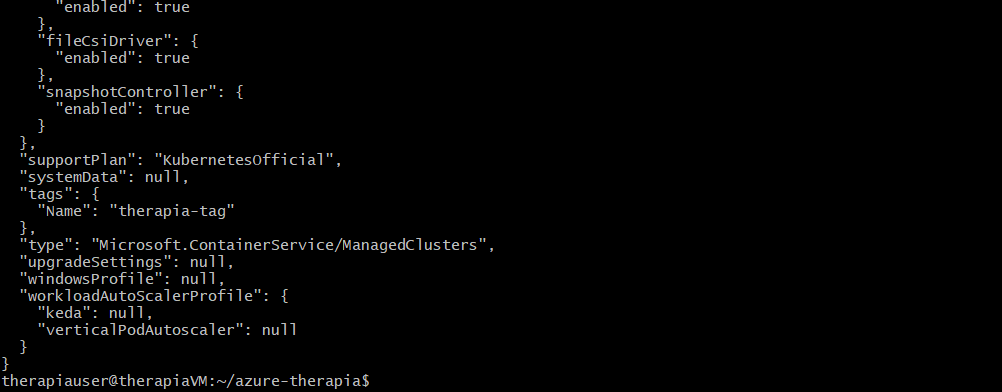 "enabled": true
    },
    "fileCsiDriver": {
      "enabled": true
    },
    "snapshotController": {
      "enabled": true
    }
  },
  "supportPlan": "KubernetesOfficial",
  "systemData": null,
  "tags": {
    "Name": "therapia-tag"
  },
  "type": "Microsoft.ContainerService/ManagedClusters",
  "upgradeSettings": null,
  "windowsProfile": null,
  "workloadAutoScalerProfile": {
    "keda": null,
    "verticalPodAutoscaler": null
  }
}
therapiauser@therapiaVM:~/azure-therapia$